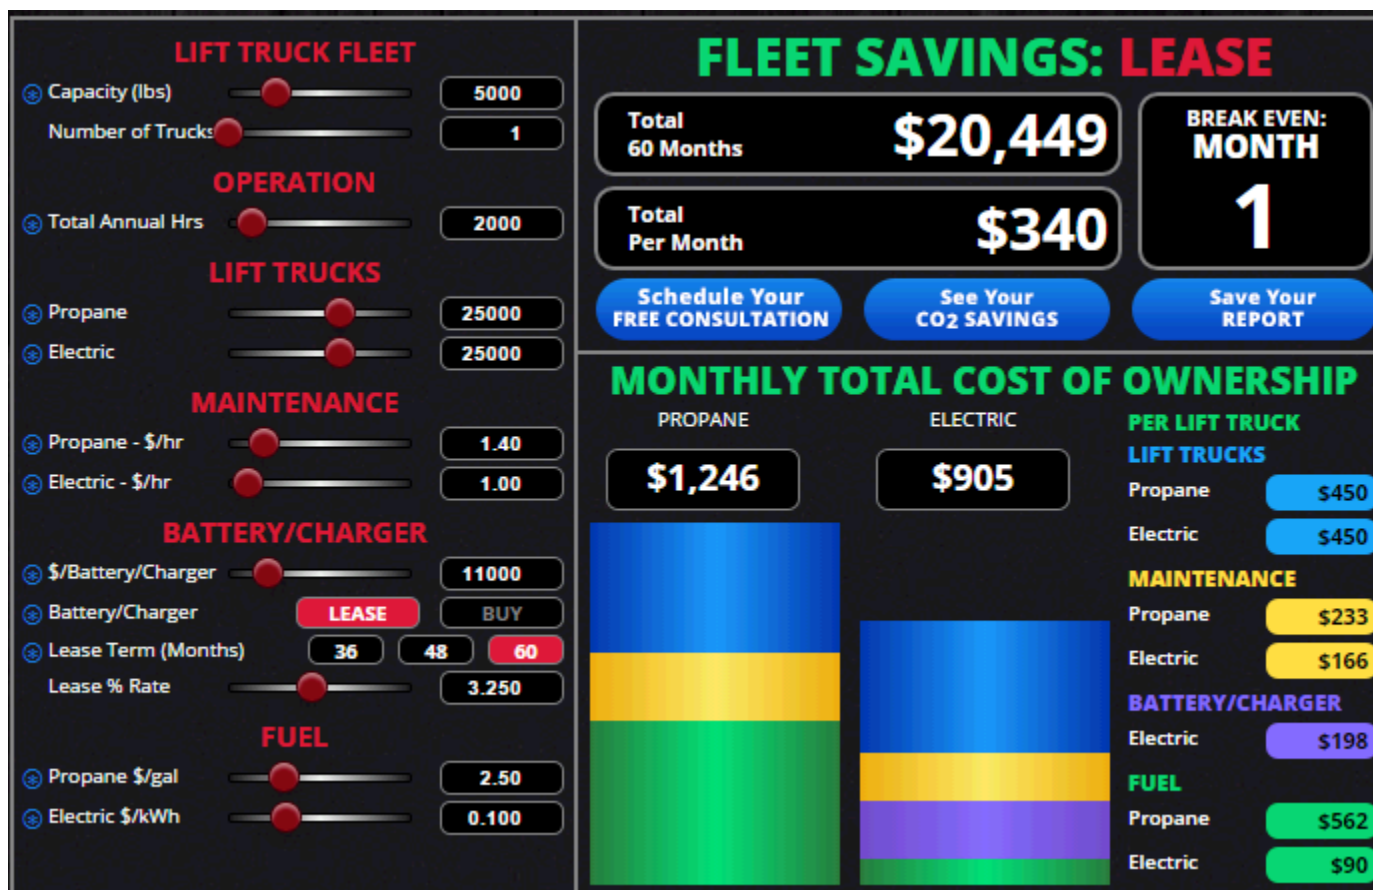 LIFT TRUCK FLEET
Capacity (lbs) 5000
Number of Trucks 1
OPERATION
Total Annual Hrs 2000
LIFT TRUCKS
Propane 25000
Electric 25000
MAINTENANCE
Propane - $/hr 1.40
Electric - $/hr 1.00
BATTERY/CHARGER
$/Battery/Charger 11000
Battery/Charger LEASE BUY
Lease Term (Months) 36 48 60
Lease % Rate 3.250
FUEL
Propane $/gal 2.50
Electric $/kWh 0.100
FLEET SAVINGS: LEASE
Total
60 Months
$20,449
Total
Per Month
$340
BREAK EVEN:
MONTH
1
Schedule Your
FREE CONSULTATION
See Your
CO2 SAVINGS
Save Your
REPORT
MONTHLY TOTAL COST OF OWNERSHIP
PROPANE
$1,246
ELECTRIC
$905
PER LIFT TRUCK
LIFT TRUCKS
Propane $450
Electric $450
MAINTENANCE
Propane $233
Electric $166
BATTERY/CHARGER
Electric $198
FUEL
Propane $562
Electric $90